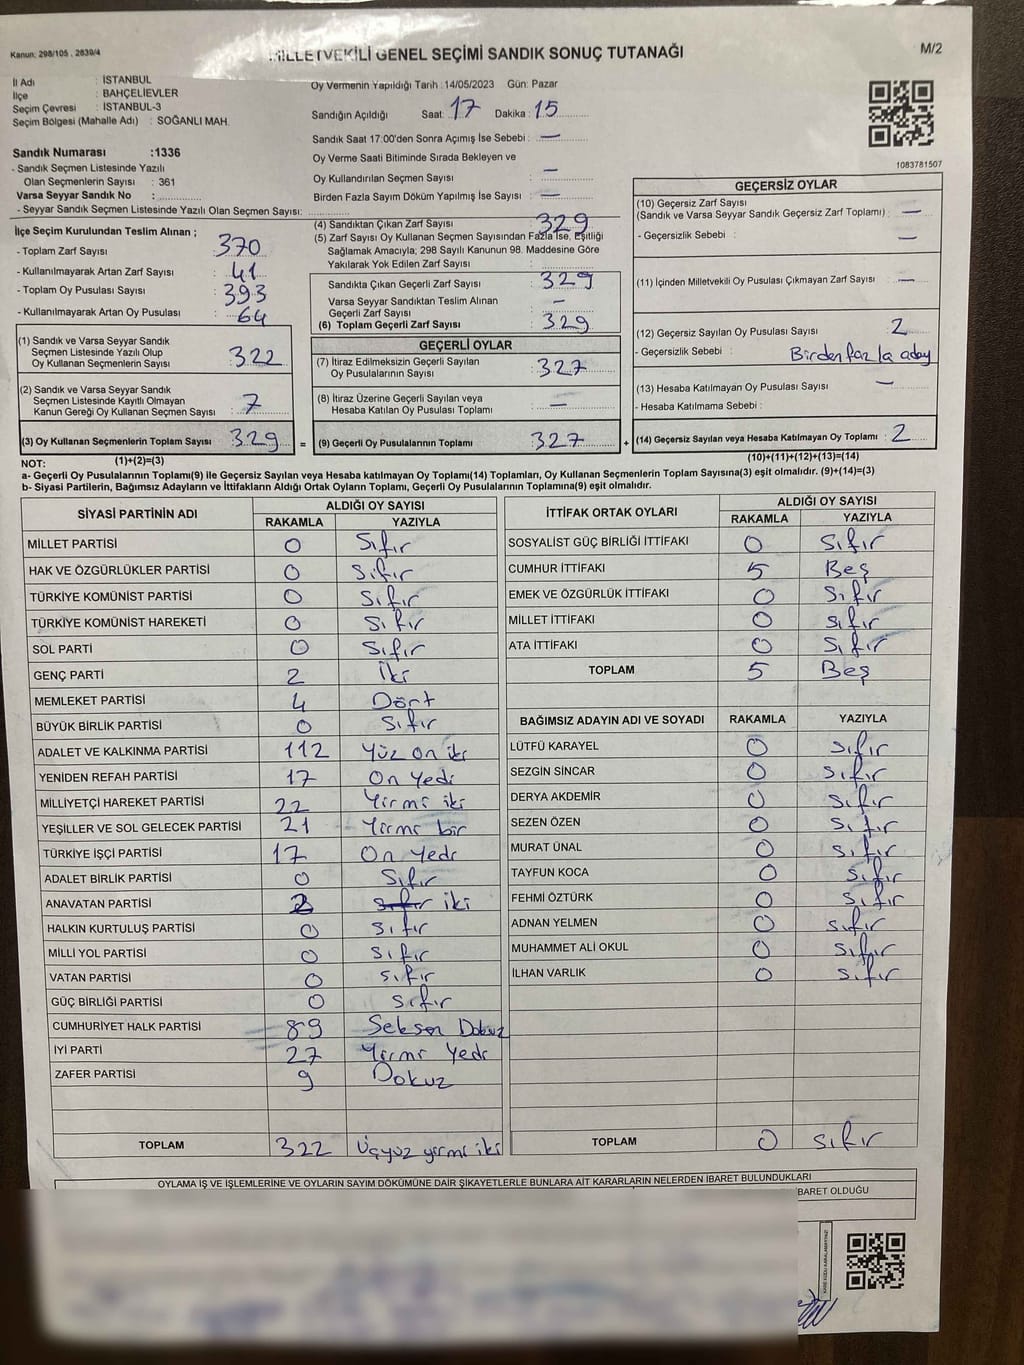 Kanun: 298/105, 2839/4
MİLLETVEKİLİ GENEL SEÇİMİ SANDIK SONUÇ TUTANAĞI
M/2
İl Adı : İSTANBUL
İlçe : BAHÇELİEVLER
Seçim Çevresi : İSTANBUL-3
Seçim Bölgesi (Mahalle Adı) : SOĞANLI MAH.
Sandık Numarası :1336
- Sandık Seçmen Listesinde Yazılı
Olan Seçmenlerin Sayısı : 361
Varsa Seyyar Sandık No :
- Seyyar Sandık Seçmen Listesinde Yazılı Olan Seçmen Sayısı:
Oy Vermenin Yapıldığı Tarih :14/05/2023 Gün: Pazar
Sandığın Açıldığı Saat: 17 Dakika : 15
Sandık Saat 17:00'den Sonra Açımış İse Sebebi : —
Oy Verme Saati Bitiminde Sırada Bekleyen ve
Oy Kullandırılan Seçmen Sayısı : —
Birden Fazla Sayım Döküm Yapılmış İse Sayısı : —
1083781507
İlçe Seçim Kurulundan Teslim Alınan ;
- Toplam Zarf Sayısı : 370
- Kullanılmayarak Artan Zarf Sayısı : 41
- Toplam Oy Pusulası Sayısı : 393
- Kullanılmayarak Artan Oy Pusulası : 64
(1) Sandık ve Varsa Seyyar Sandık
Seçmen Listesinde Yazılı Olup
Oy Kullanan Seçmenlerin Sayısı : 322
(2) Sandık ve Varsa Seyyar Sandık
Seçmen Listesinde Kayıtlı Olmayan
Kanun Gereği Oy Kullanan Seçmen Sayısı : 7
(3) Oy Kullanan Seçmenlerin Toplam Sayısı : 329
(1)+(2)=(3)
(4) Sandıktan Çıkan Zarf Sayısı : 329
(5) Zarf Sayısı Oy Kullanan Seçmen Sayısından Fazla İse, Eşitliği
Sağlamak Amacıyla; 298 Sayılı Kanunun 98. Maddesine Göre
Yakılarak Yok Edilen Zarf Sayısı :
Sandıkta Çıkan Geçerli Zarf Sayısı : 329
Varsa Seyyar Sandıktan Teslim Alınan
Geçerli Zarf Sayısı : —
(6) Toplam Geçerli Zarf Sayısı : 329
GEÇERLİ OYLAR
(7) İtiraz Edilmeksizin Geçerli Sayılan
Oy Pusulalarının Sayısı : 327
(8) İtiraz Üzerine Geçerli Sayılan veya
Hesaba Katılan Oy Pusulası Toplamı : —
= (9) Geçerli Oy Pusulalarının Toplamı : 327
GEÇERSİZ OYLAR
(10) Geçersiz Zarf Sayısı
(Sandık ve Varsa Seyyar Sandık Geçersiz Zarf Toplamı) : —
- Geçersizlik Sebebi : —
(11) İçinden Milletvekili Oy Pusulası Çıkmayan Zarf Sayısı : —
(12) Geçersiz Sayılan Oy Pusulası Sayısı : 2
- Geçersizlik Sebebi : Birden fazla aday
(13) Hesaba Katılmayan Oy Pusulası Sayısı : —
- Hesaba Katılmama Sebebi :
+ (14) Geçersiz Sayılan veya Hesaba Katılmayan Oy Toplamı : 2
(10)+(11)+(12)+(13)=(14)
NOT:
a- Geçerli Oy Pusulalarının Toplamı(9) ile Geçersiz Sayılan veya Hesaba katılmayan Oy Toplamı(14) Toplamları, Oy Kullanan Seçmenlerin Toplam Sayısına(3) eşit olmalıdır. (9)+(14)=(3)
b- Siyasi Partilerin, Bağımsız Adayların ve İttifakların Aldığı Ortak Oyların Toplamı, Geçerli Oy Pusulalarının Toplamına(9) eşit olmalıdır.
SİYASİ PARTİNİN ADI ALDIĞI OY SAYISI
RAKAMLA YAZIYLA
MİLLET PARTİSİ 0 Sıfır
HAK VE ÖZGÜRLÜKLER PARTİSİ 0 Sıfır
TÜRKİYE KOMÜNİST PARTİSİ 0 Sıfır
TÜRKİYE KOMÜNİST HAREKETİ 0 Sıfır
SOL PARTİ 0 Sıfır
GENÇ PARTİ 2 İki
MEMLEKET PARTİSİ 4 Dört
BÜYÜK BİRLİK PARTİSİ 0 Sıfır
ADALET VE KALKINMA PARTİSİ 112 Yüz On iki
YENİDEN REFAH PARTİSİ 17 On Yedi
MİLLİYETÇİ HAREKET PARTİSİ 22 Yirmi iki
YEŞİLLER VE SOL GELECEK PARTİSİ 21 Yirmi bir
TÜRKİYE İŞÇİ PARTİSİ 17 On Yedi
ADALET BİRLİK PARTİSİ 0 Sıfır
ANAVATAN PARTİSİ 2 sıfır iki
HALKIN KURTULUŞ PARTİSİ 0 sıfır
MİLLİ YOL PARTİSİ 0 sıfır
VATAN PARTİSİ 0 sıfır
GÜÇ BİRLİĞİ PARTİSİ 0 sıfır
CUMHURİYET HALK PARTİSİ 89 Seksen Dokuz
İYİ PARTİ 27 Yirmi Yedi
ZAFER PARTİSİ 9 Dokuz
TOPLAM 322 Üçyüz yirmi iki
İTTİFAK ORTAK OYLARI ALDIĞI OY SAYISI
RAKAMLA YAZIYLA
SOSYALİST GÜÇ BİRLİĞİ İTTİFAKI 0 Sıfır
CUMHUR İTTİFAKI 5 Beş
EMEK VE ÖZGÜRLÜK İTTİFAKI 0 Sıfır
MİLLET İTTİFAKI 0 sıfır
ATA İTTİFAKI 0 Sıfır
TOPLAM 5 Beş
BAĞIMSIZ ADAYIN ADI VE SOYADI RAKAMLA YAZIYLA
LÜTFÜ KARAYEL 0 sıfır
SEZGİN SİNCAR 0 sıfır
DERYA AKDEMİR 0 sıfır
SEZEN ÖZEN 0 sıfır
MURAT ÜNAL 0 sıfır
TAYFUN KOCA 0 sıfır
FEHMİ ÖZTÜRK 0 sıfır
ADNAN YELMEN 0 sıfır
MUHAMMET ALİ OKUL 0 sıfır
İLHAN VARLIK 0 sıfır
TOPLAM 0 sıfır
OYLAMA İŞ VE İŞLEMLERİNE VE OYLARIN SAYIM DÖKÜMÜNE DAİR ŞİKAYETLERLE BUNLARA AİT KARARLARIN NELERDEN İBARET BULUNDUKLARI
İBARET OLDUĞU